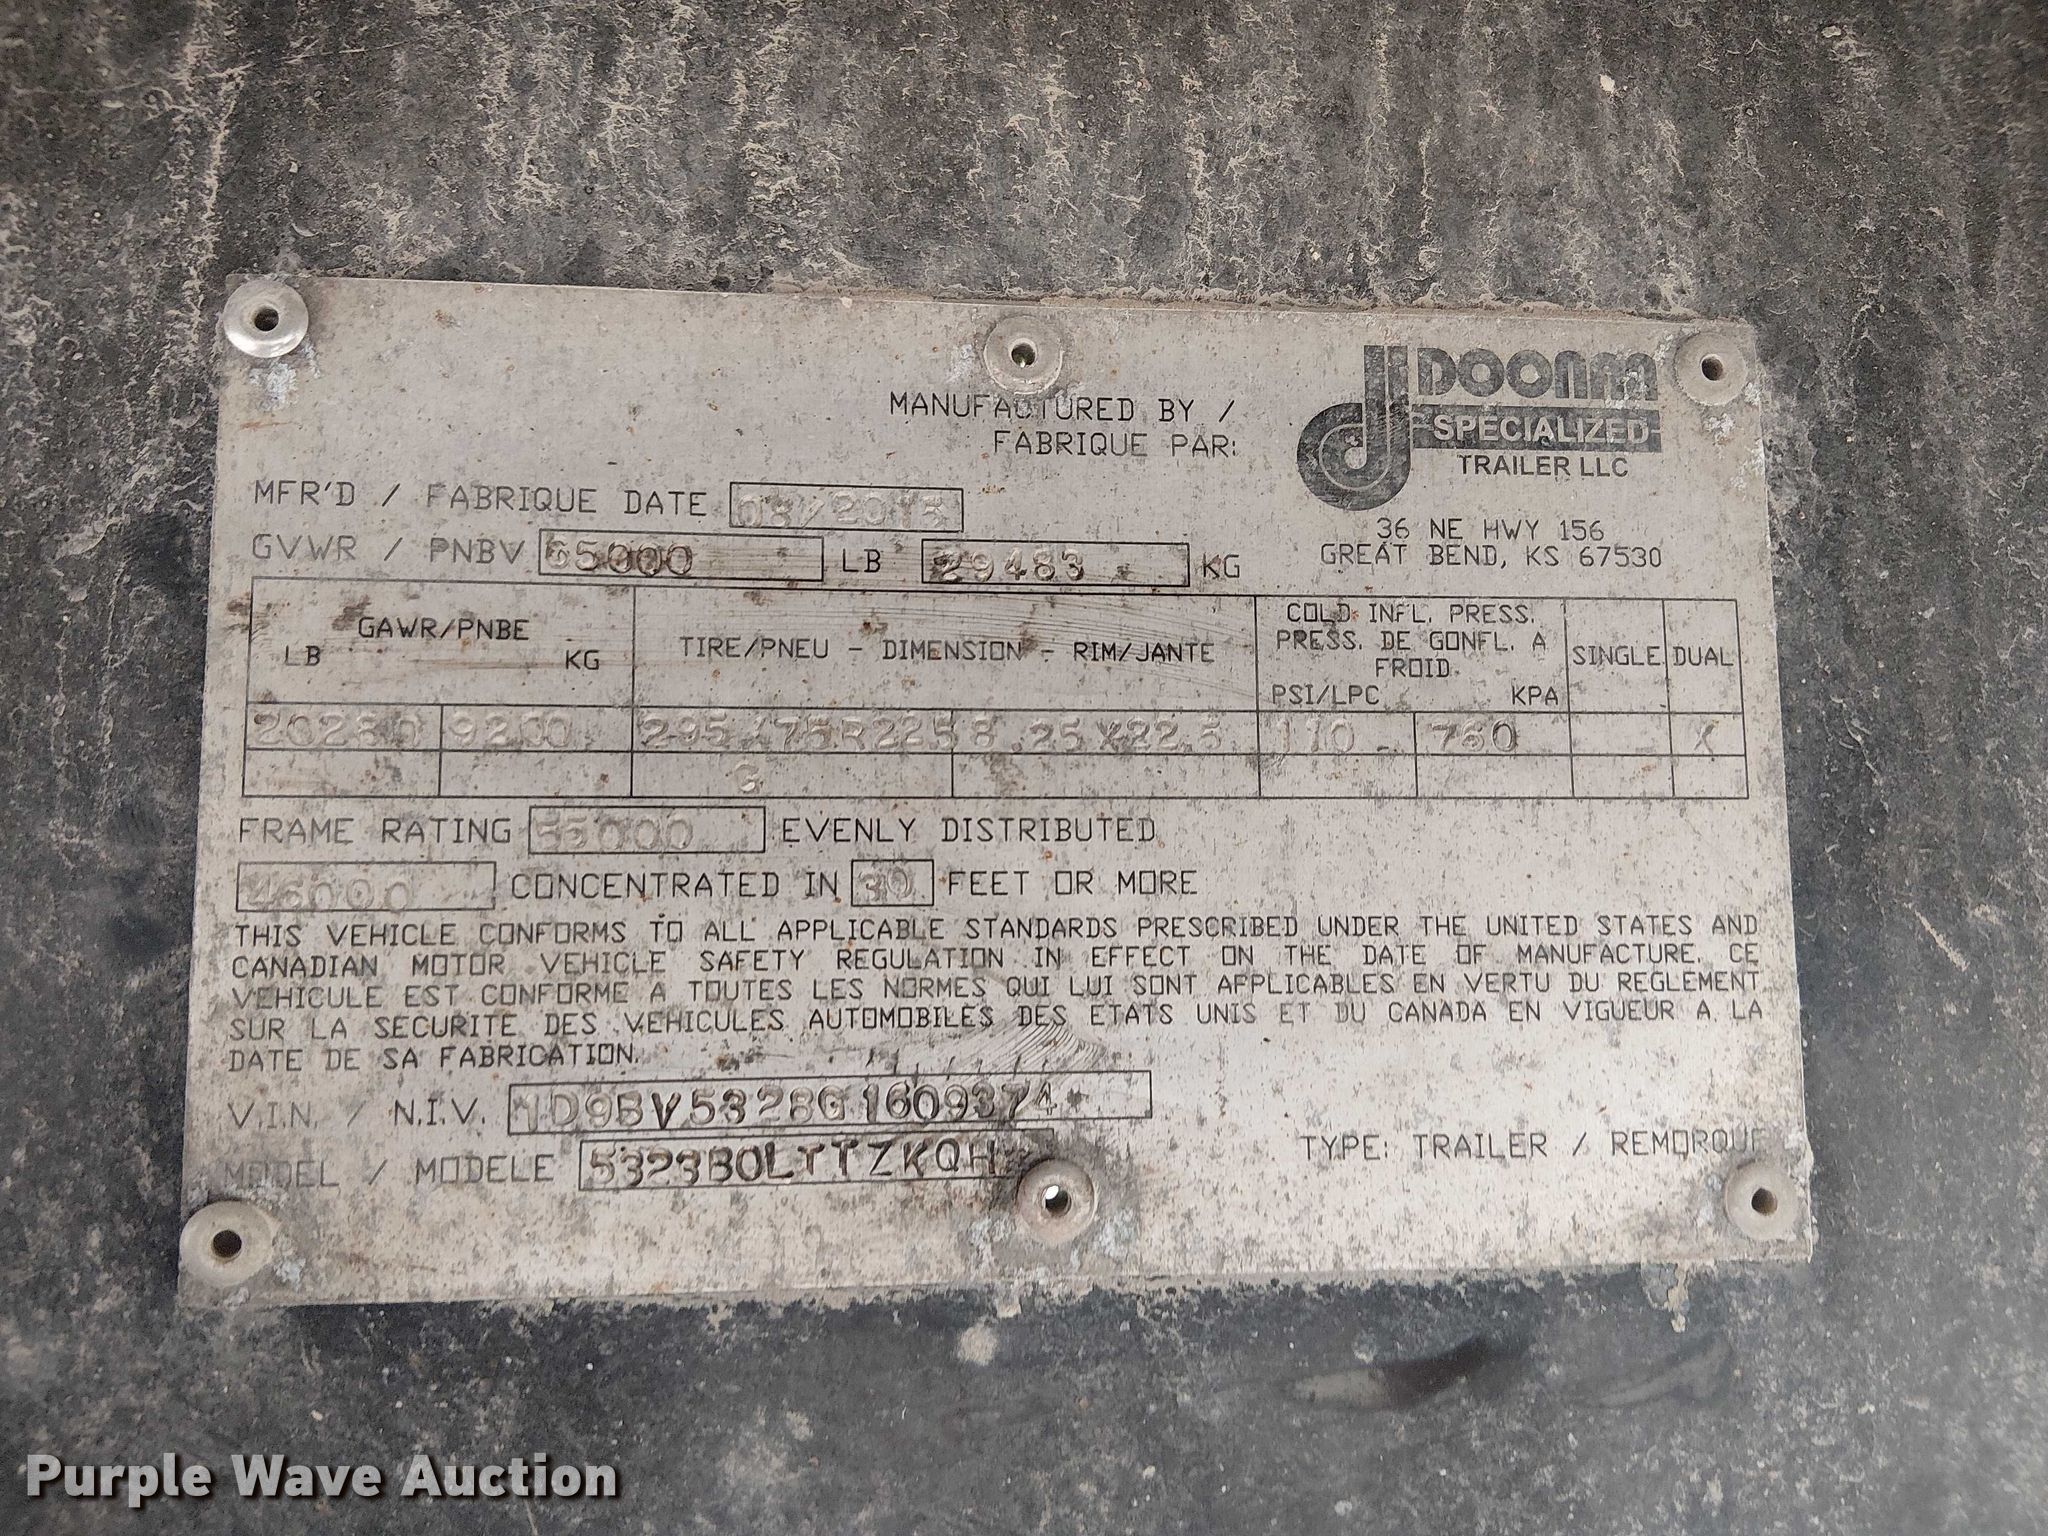 MANUFACTURED BY /
FABRIQUE PAR:
DOONAN
SPECIALIZED
TRAILER LLC
36 NE HWY 156
GREAT BEND, KS 67530
MFR'D / FABRIQUE DATE 08/2015
GVWR / PNBV 65000 LB 29483 KG
GAWR/PNBE
LB KG
TIRE/PNEU - DIMENSION - RIM/JANTE
COLD INFL. PRESS.
PRESS. DE GONFL. A
FROID
PSI/LPC KPA
SINGLE DUAL
20280 9200 295/75R225 8.25X22.5 110 760 X
G
FRAME RATING 55000 EVENLY DISTRIBUTED
46000 CONCENTRATED IN 30 FEET OR MORE
THIS VEHICLE CONFORMS TO ALL APPLICABLE STANDARDS PRESCRIBED UNDER THE UNITED STATES AND
CANADIAN MOTOR VEHICLE SAFETY REGULATION IN EFFECT ON THE DATE OF MANUFACTURE. CE
VEHICULE EST CONFORME A TOUTES LES NORMES QUI LUI SONT APPLICABLES EN VERTU DU REGLEMENT
SUR LA SECURITE DES VEHICULES AUTOMOBILES DES ETATS UNIS ET DU CANADA EN VIGUEUR A LA
DATE DE SA FABRICATION.
V.I.N. / N.I.V. 1D9BV5328G1609374
MODEL / MODELE
TYPE: TRAILER / REMORQUE
Purple Wave Auction